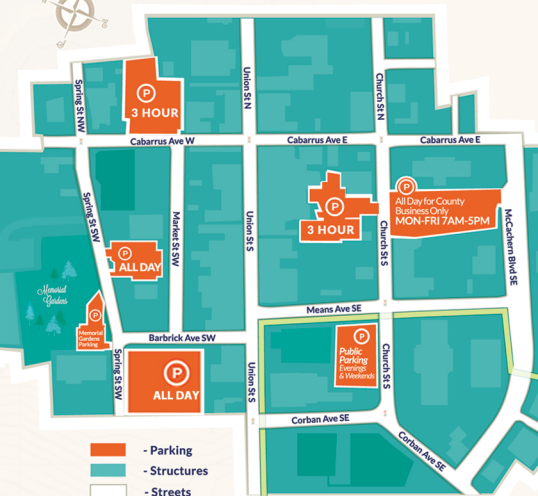 Spring St NW
P
3 HOUR
Union St N
Church St N
Cabarrus Ave W
Cabarrus Ave E
Cabarrus Ave E
Spring St SW
Market St SW
Union St S
P
3 HOUR
Church St S
P
All Day for County
Business Only
MON-FRI 7AM-5PM
McCachern Blvd SE
P
ALL DAY
Memorial
Gardens
P
Memorial
Gardens
Parking
Means Ave SE
Barbrick Ave SW
P
Public
Parking
Evenings
& Weekends
Spring St SW
P
ALL DAY
Union St S
Church St S
Corban Ave SE
Corban Ave SE
- Parking
- Structures
- Streets